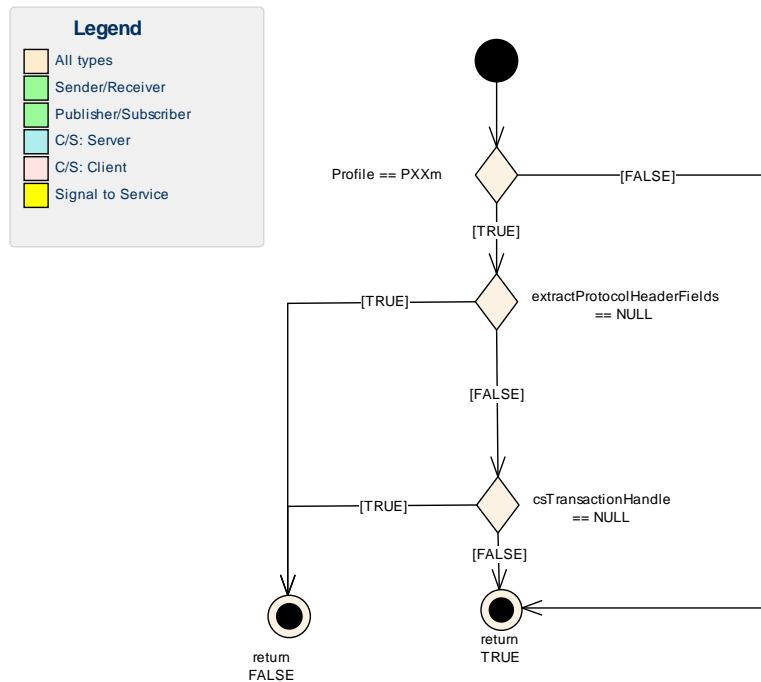 Legend
All types
Sender/Receiver
Publisher/Subscriber
C/S: Server
C/S: Client
Signal to Service
Profile == PXXm
[FALSE]
[TRUE]
[TRUE]
extractProtocolHeaderFields
== NULL
[FALSE]
[TRUE]
csTransactionHandle
== NULL
[FALSE]
return
FALSE
return
TRUE